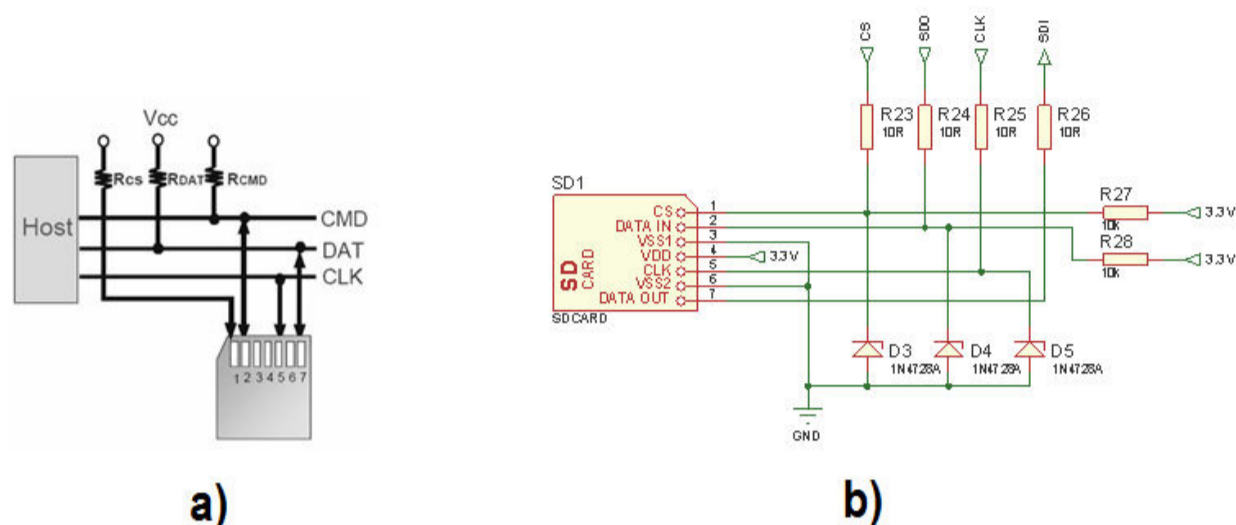 Vcc
Rcs
RDAT
RCMD
Host
CMD
DAT
CLK
1 2 3 4 5 6 7
a)
CS
SDO
CLK
SDI
R23
10R
R24
10R
R25
10R
R26
10R
SD1
SD
CARD
CS
DATA IN
VSS1
VDD
CLK
VSS2
DATA OUT
1
2
3
4
5
6
7
SDCARD
3.3V
R27
10k
3.3V
R28
10k
3.3V
D3
1N4728A
D4
1N4728A
D5
1N4728A
GND
b)